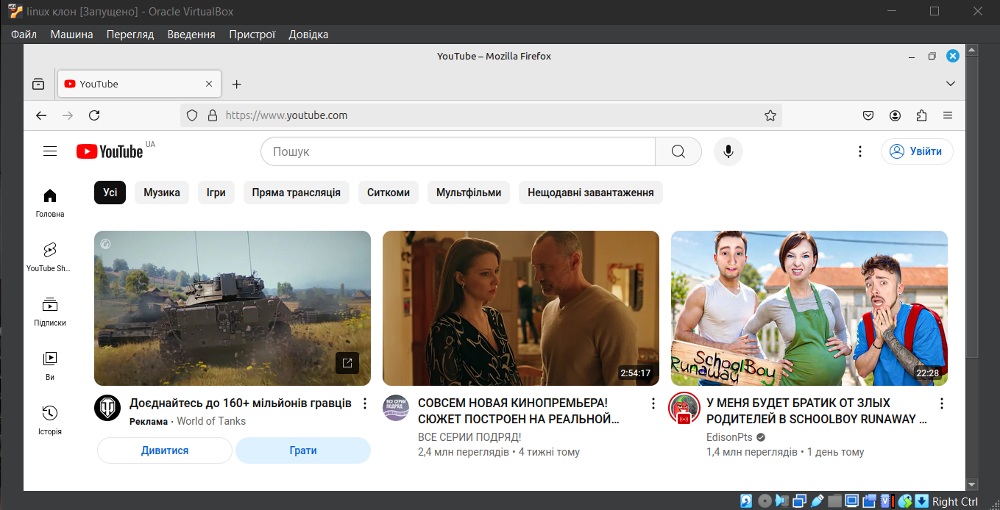 linux клон [Запущено] - Oracle VirtualBox
Файл Машина Перегляд Введення Пристрої Довідка
YouTube – Mozilla Firefox
YouTube
https://www.youtube.com
YouTube UA
Пошук
Увійти
Усі Музика Ігри Пряма трансляція Ситкоми Мультфільми Нещодавні завантаження
Головна
YouTube Sh...
Підписки
Ви
Історія
2:54:17
SCHOOLBOY
RUNAWAY
22:28
Доєднайтесь до 160+ мільйонів гравців
Реклама · World of Tanks
Дивитися Грати
ВСЕ СЕРИИ
ПОДРЯД
СОВСЕМ НОВАЯ КИНОПРЕМЬЕРА!
СЮЖЕТ ПОСТРОЕН НА РЕАЛЬНОЙ...
ВСЕ СЕРИИ ПОДРЯД!
2,4 млн переглядів • 4 тижні тому
У МЕНЯ БУДЕТ БРАТИК ОТ ЗЛЫХ
РОДИТЕЛЕЙ В SCHOOLBOY RUNAWAY ...
EdisonPts
1,4 млн переглядів • 1 день тому
Right Ctrl